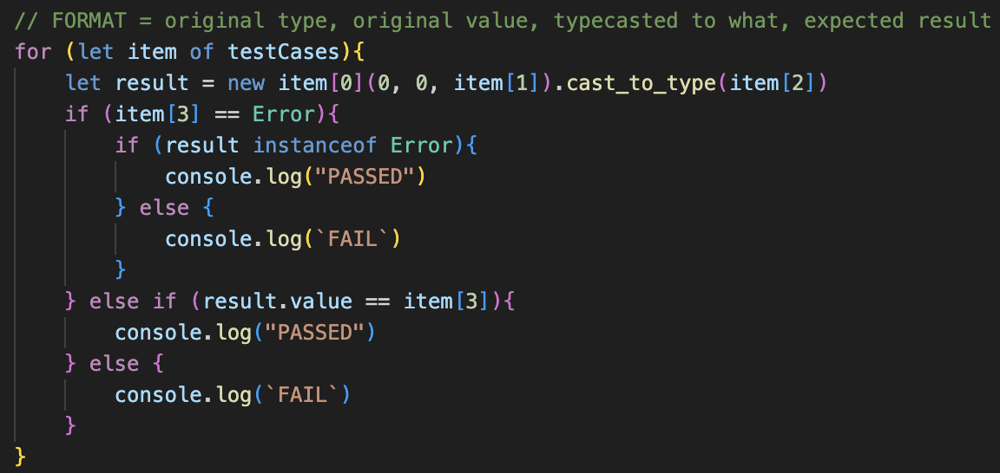 // FORMAT = original type, original value, typecasted to what, expected result
for (let item of testCases){
    let result = new item[0](0, 0, item[1]).cast_to_type(item[2])
    if (item[3] == Error){
        if (result instanceof Error){
            console.log("PASSED")
        } else {
            console.log(`FAIL`)
        }
    } else if (result.value == item[3]){
        console.log("PASSED")
    } else {
        console.log(`FAIL`)
    }
}